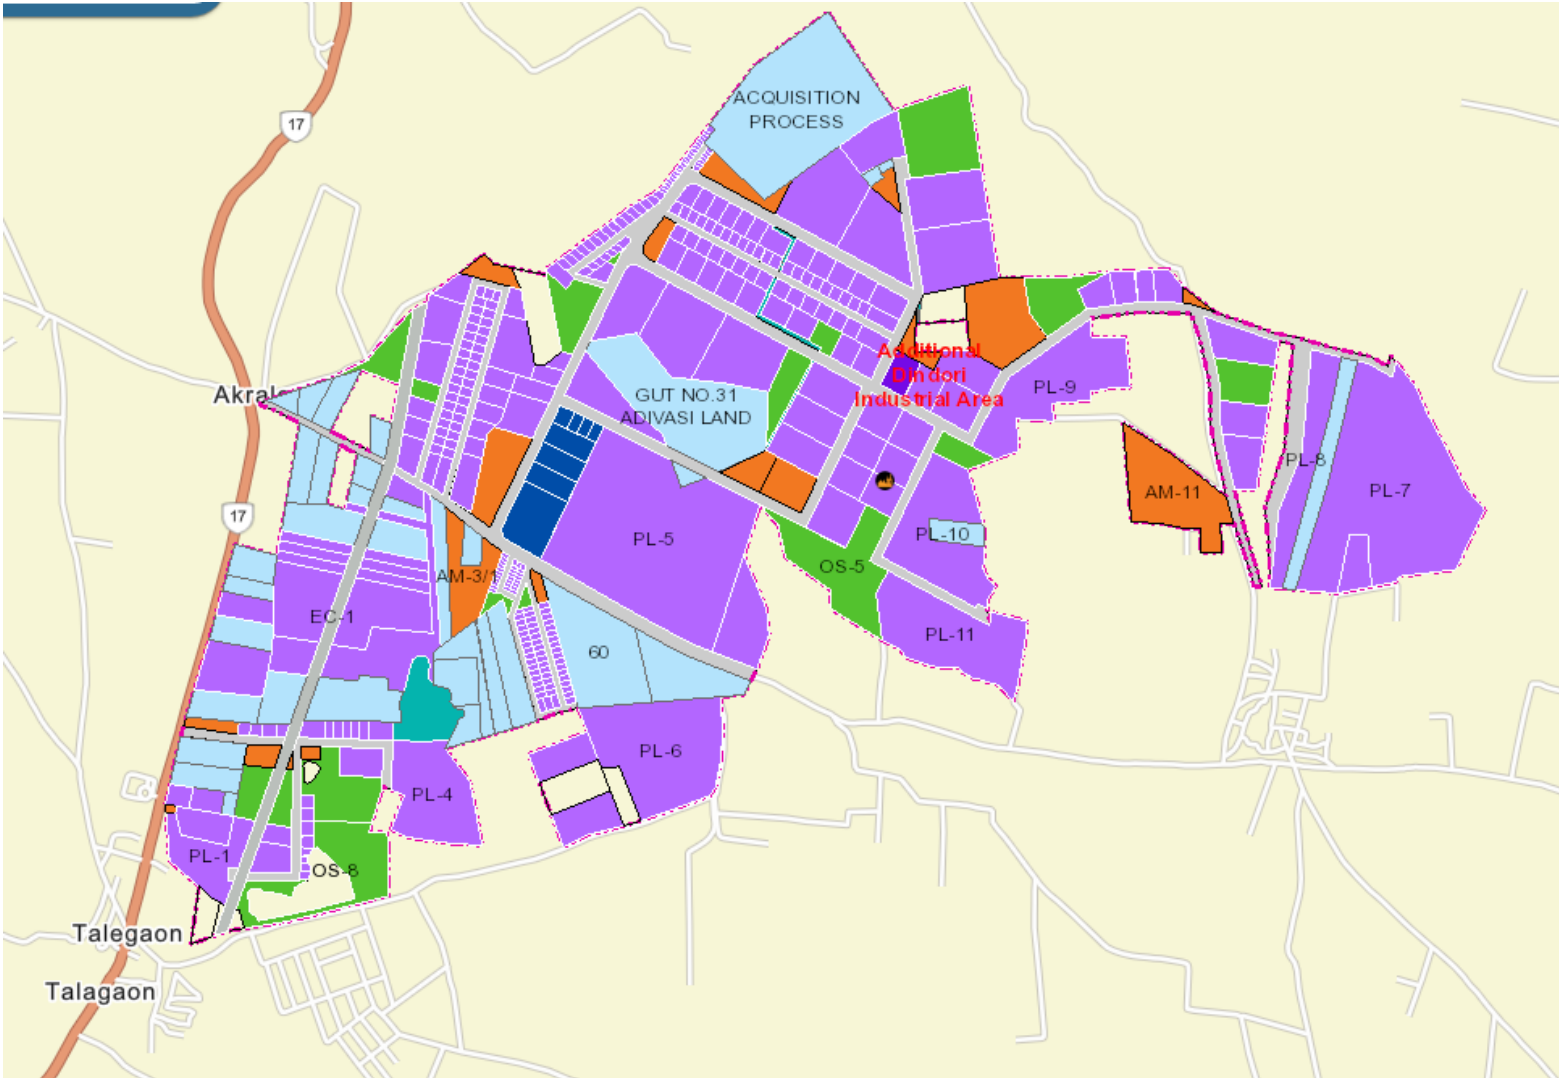 ACQUISITION
PROCESS
17
Additional
Dindori
Industrial Area
PL-9
GUT NO.31
ADIVASI LAND
PL-8
PL-7
AM-11
17
PL-5
PL-10
OS-5
AM-3/1
EC-1
PL-11
60
PL-6
PL-4
PL-1
OS-8
Talegaon
Talagaon